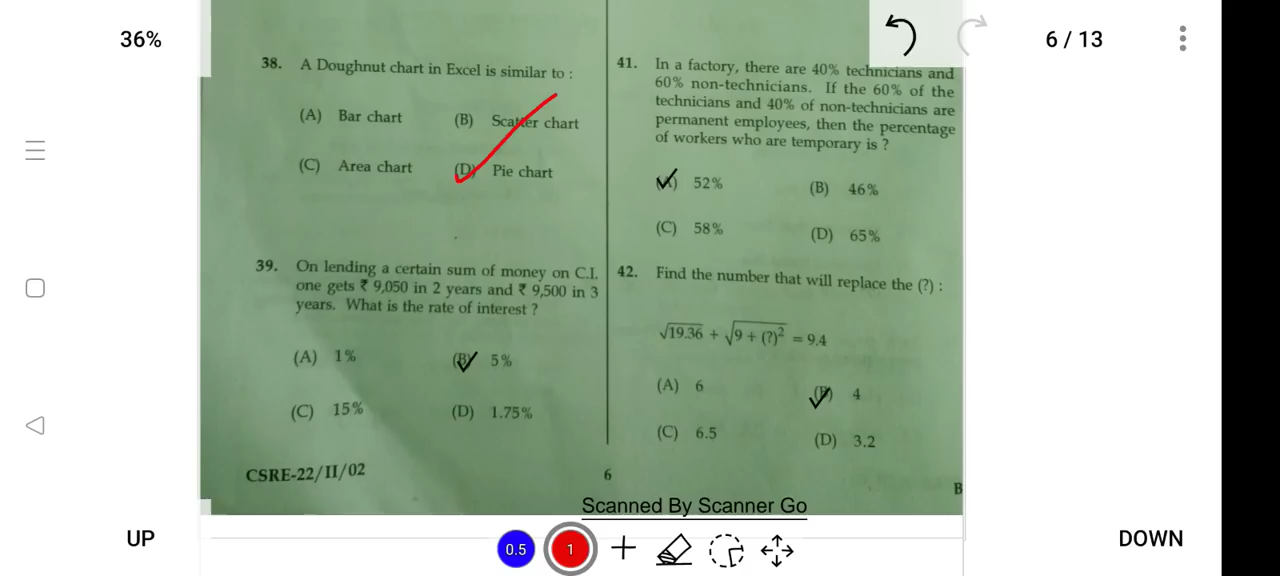 36%
6 / 13
38. A Doughnut chart in Excel is similar to :
(A) Bar chart (B) Scatter chart
(C) Area chart (D) Pie chart
39. On lending a certain sum of money on C.I.
one gets ₹ 9,050 in 2 years and ₹ 9,500 in 3
years. What is the rate of interest ?
(A) 1% (B) 5%
(C) 15% (D) 1.75%
41. In a factory, there are 40% technicians and
60% non-technicians. If the 60% of the
technicians and 40% of non-technicians are
permanent employees, then the percentage
of workers who are temporary is ?
(A) 52% (B) 46%
(C) 58% (D) 65%
42. Find the number that will replace the (?) :
√19.36 + √9 + (?)² = 9.4
(A) 6 (B) 4
(C) 6.5 (D) 3.2
CSRE-22/II/02
6
B
Scanned By Scanner Go
UP
0.5
1
DOWN